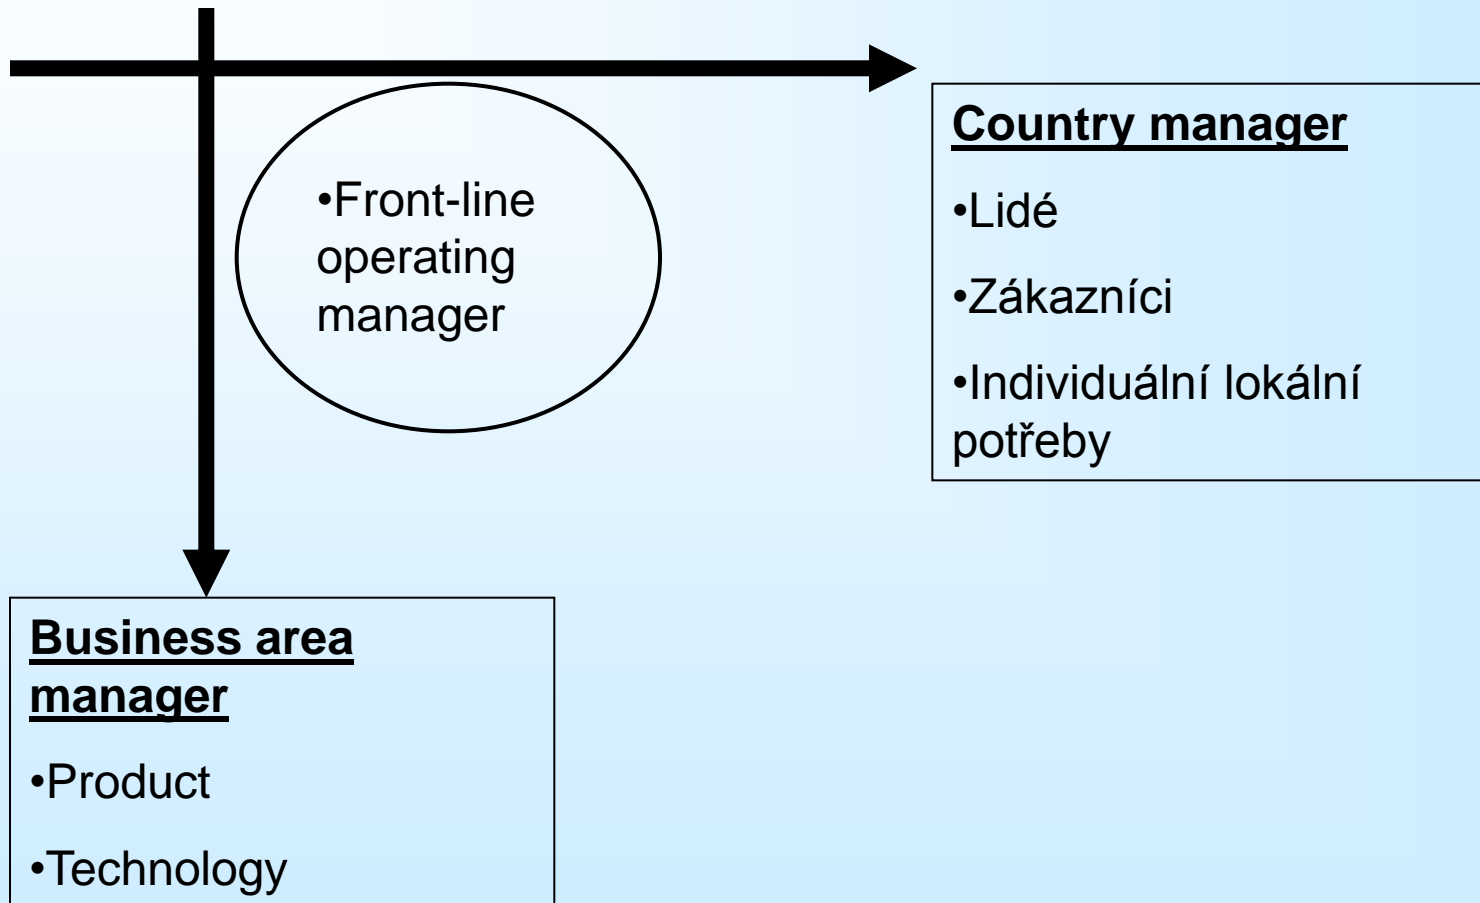 •Front-line
operating
manager
Country manager
•Lidé
•Zákazníci
•Individuální lokální
potřeby
Business area
manager
•Product
•Technology